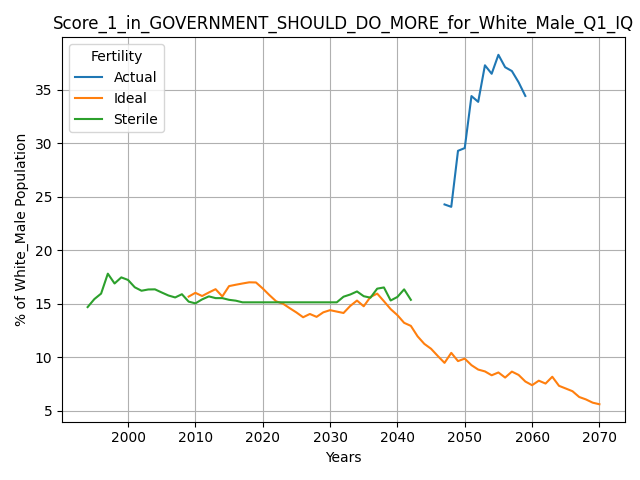 Score_1_in_GOVERNMENT_SHOULD_DO_MORE_for_White_Male_Q1_IQ
Fertility
Actual
Ideal
Sterile
% of White_Male Population
35
30
25
20
15
10
5
2000 2010 2020 2030 2040 2050 2060 2070
Years